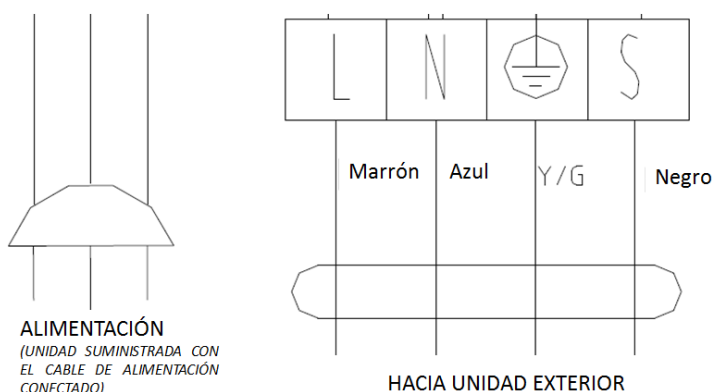 L N S
Marrón Azul Y/G Negro
ALIMENTACIÓN
(UNIDAD SUMINISTRADA CON
EL CABLE DE ALIMENTACIÓN
CONECTADO)
HACIA UNIDAD EXTERIOR